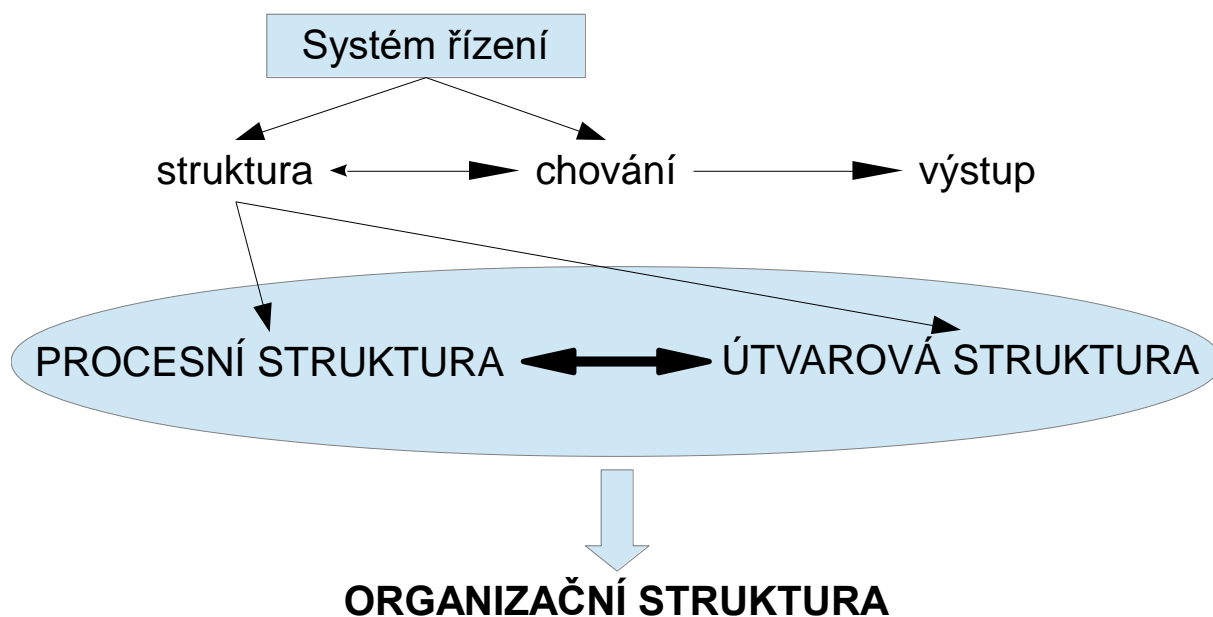 Systém řízení
struktura chování výstup
PROCESNÍ STRUKTURA ÚTVAROVÁ STRUKTURA
ORGANIZAČNÍ STRUKTURA